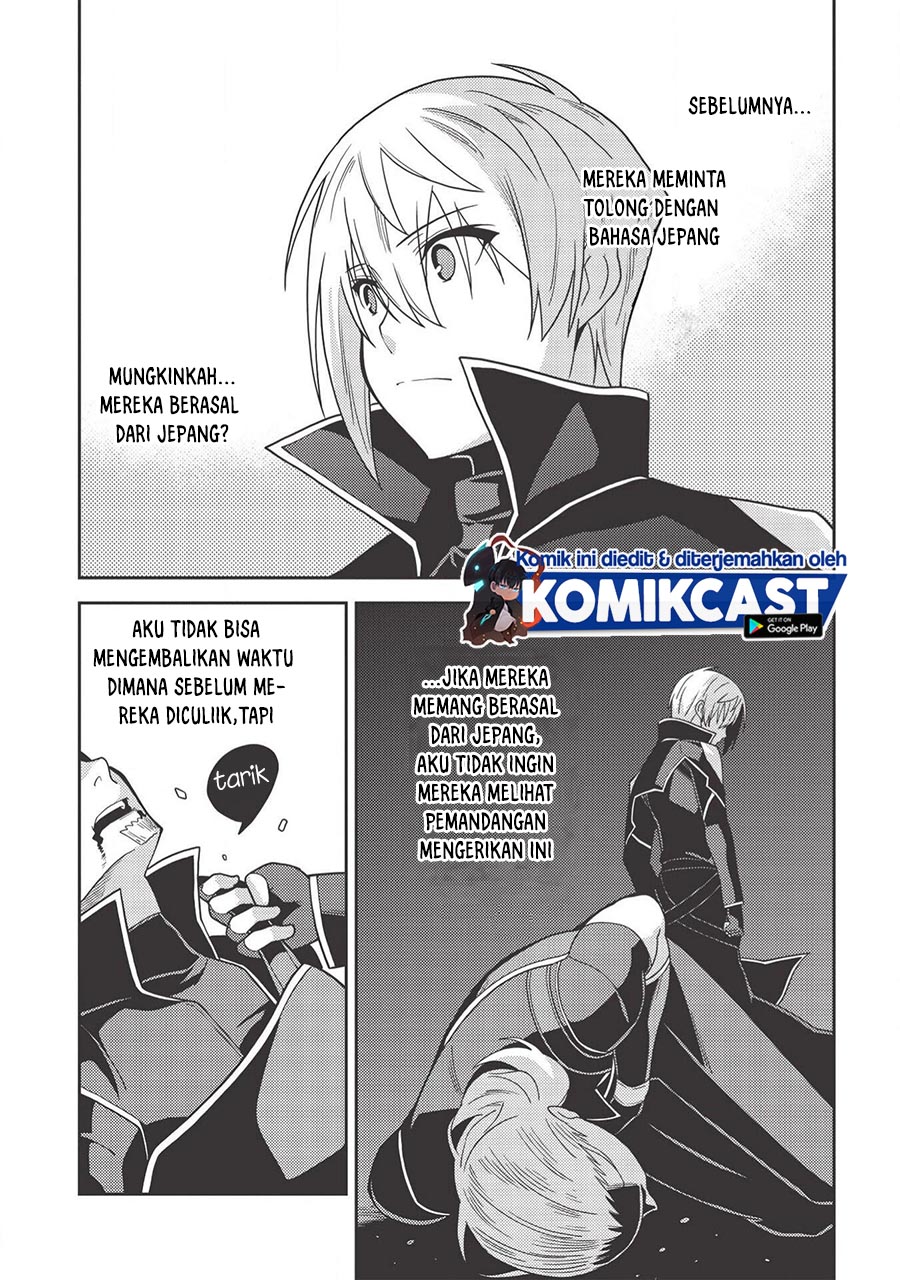 SEBELUMNYA...
MEREKA MEMINTA
TOLONG DENGAN
BAHASA JEPANG
MUNGKINKAH...
MEREKA BERASAL
DARI JEPANG?
Komik ini diedit & diterjemahkan oleh
KOMIKCAST
GET IT ON
Google Play
...JIKA MEREKA
MEMANG BERASAL
DARI JEPANG,
AKU TIDAK INGIN
MEREKA MELIHAT
PEMANDANGAN
MENGERIKAN INI
AKU TIDAK BISA
MENGEMBALIKAN WAKTU
DIMANA SEBELUM ME-
REKA DICULIIK,TAPI
tarik